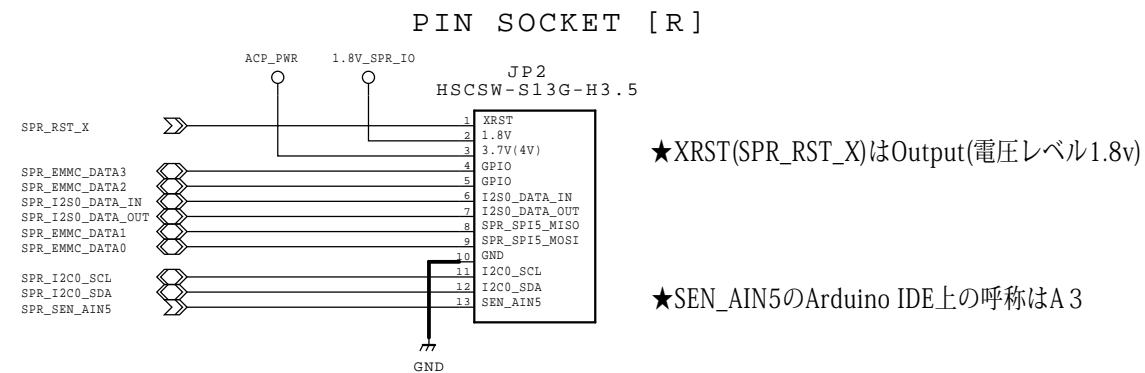 PIN SOCKET [R]
ACP_PWR
1.8V_SPR_IO
JP2
HSCSW-S13G-H3.5
SPR_RST_X
SPR_EMMC_DATA3
SPR_EMMC_DATA2
SPR_I2S0_DATA_IN
SPR_I2S0_DATA_OUT
SPR_EMMC_DATA1
SPR_EMMC_DATA0
SPR_I2C0_SCL
SPR_I2C0_SDA
SPR_SEN_AIN5
1 XRST
2 1.8V
3 3.7V(4V)
4 GPIO
5 GPIO
6 I2S0_DATA_IN
7 I2S0_DATA_OUT
8 SPR_SPI5_MISO
9 SPR_SPI5_MOSI
10 GND
11 I2C0_SCL
12 I2C0_SDA
13 SEN_AIN5
GND
★XRST(SPR_RST_X)はOutput(電圧レベル1.8v)
★SEN_AIN5のArduino IDE上の呼称はA３